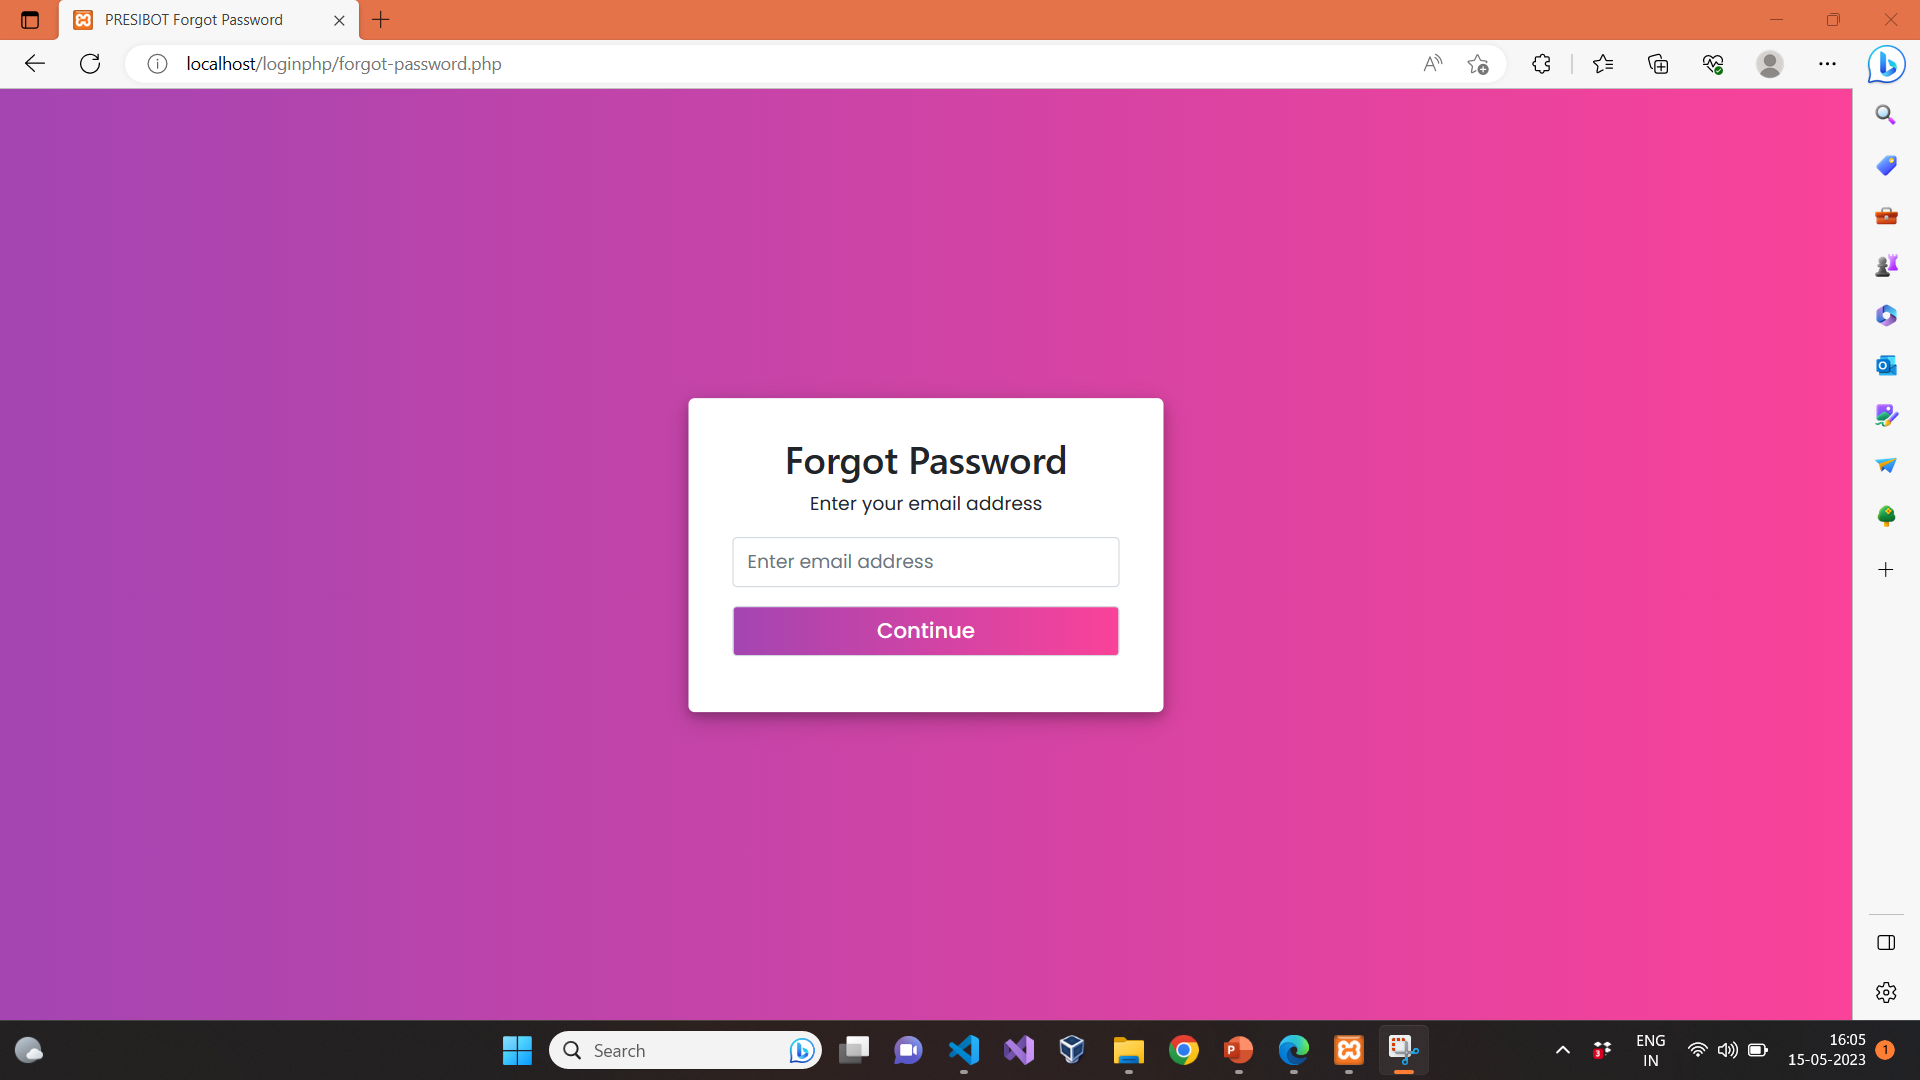 PRESIBOT Forgot Password
localhost/loginphp/forgot-password.php
Forgot Password
Enter your email address
Enter email address
Continue
Search
ENG
IN
16:05
15-05-2023
1
3